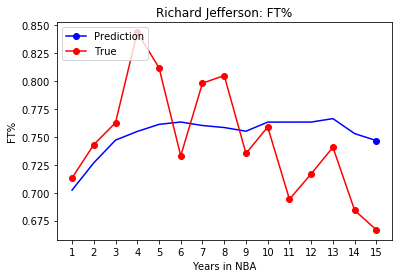 Richard Jefferson: FT%
Prediction
True
FT%
0.850
0.825
0.800
0.775
0.750
0.725
0.700
0.675
1 2 3 4 5 6 7 8 9 10 11 12 13 14 15
Years in NBA